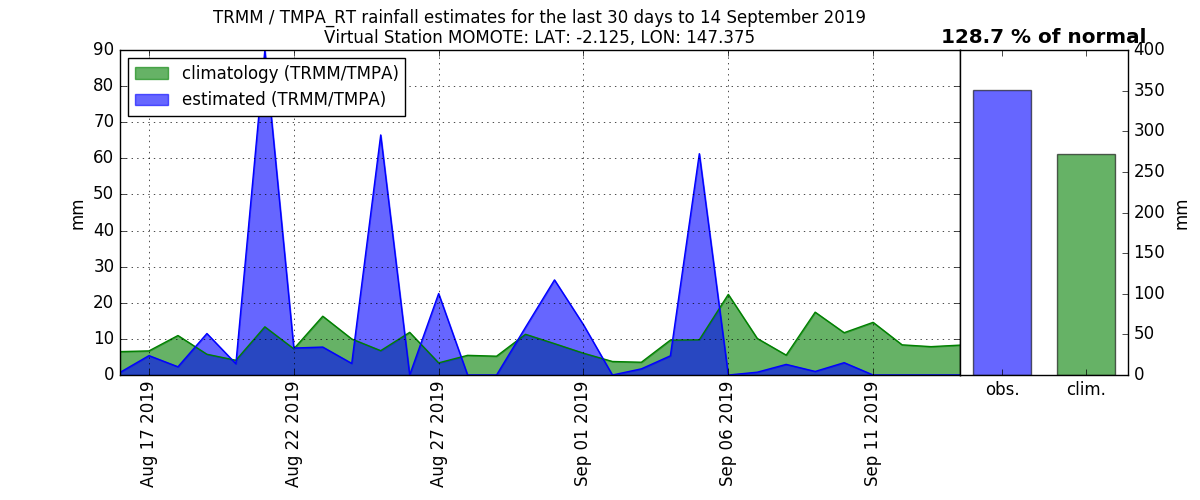 TRMM / TMPA_RT rainfall estimates for the last 30 days to 14 September 2019
Virtual Station MOMOTE: LAT: -2.125, LON: 147.375
128.7 % of normal
climatology (TRMM/TMPA)
estimated (TRMM/TMPA)
90
80
70
60
50
40
30
20
10
0
mm
Aug 17 2019
Aug 22 2019
Aug 27 2019
Sep 01 2019
Sep 06 2019
Sep 11 2019
obs.
clim.
400
350
300
250
200
150
100
50
0
mm